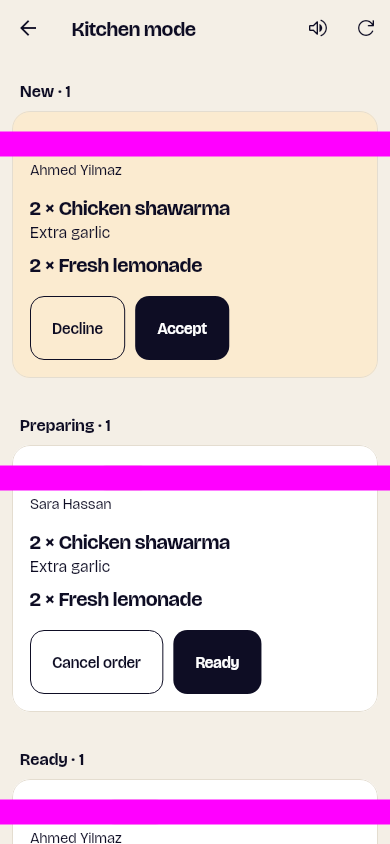 Kitchen mode
New · 1
Ahmed Yilmaz
2 × Chicken shawarma
Extra garlic
2 × Fresh lemonade
Decline
Accept
Preparing · 1
Sara Hassan
2 × Chicken shawarma
Extra garlic
2 × Fresh lemonade
Cancel order
Ready
Ready · 1
Ahmed Yilmaz